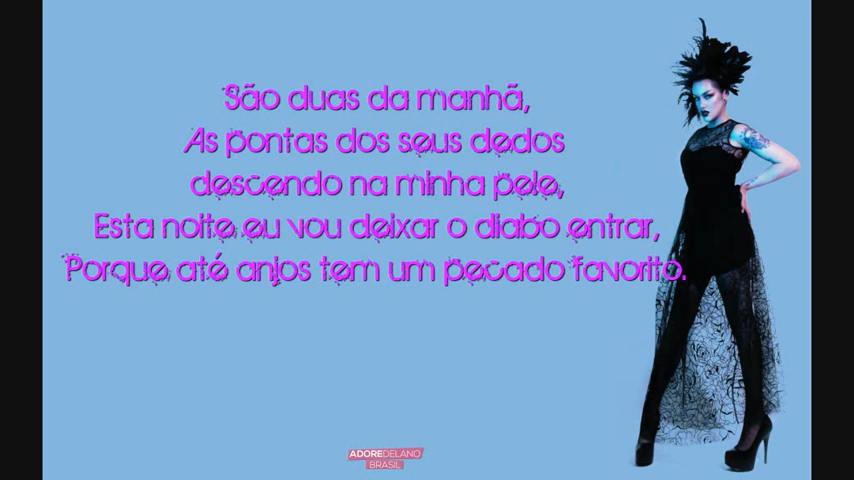 São duas da manhã,
As pontas dos seus dedos
descendo na minha pele,
Esta noite eu vou deixar o diabo entrar,
Porque até anjos tem um pecado favorito.
ADOREDELANO
BRASIL